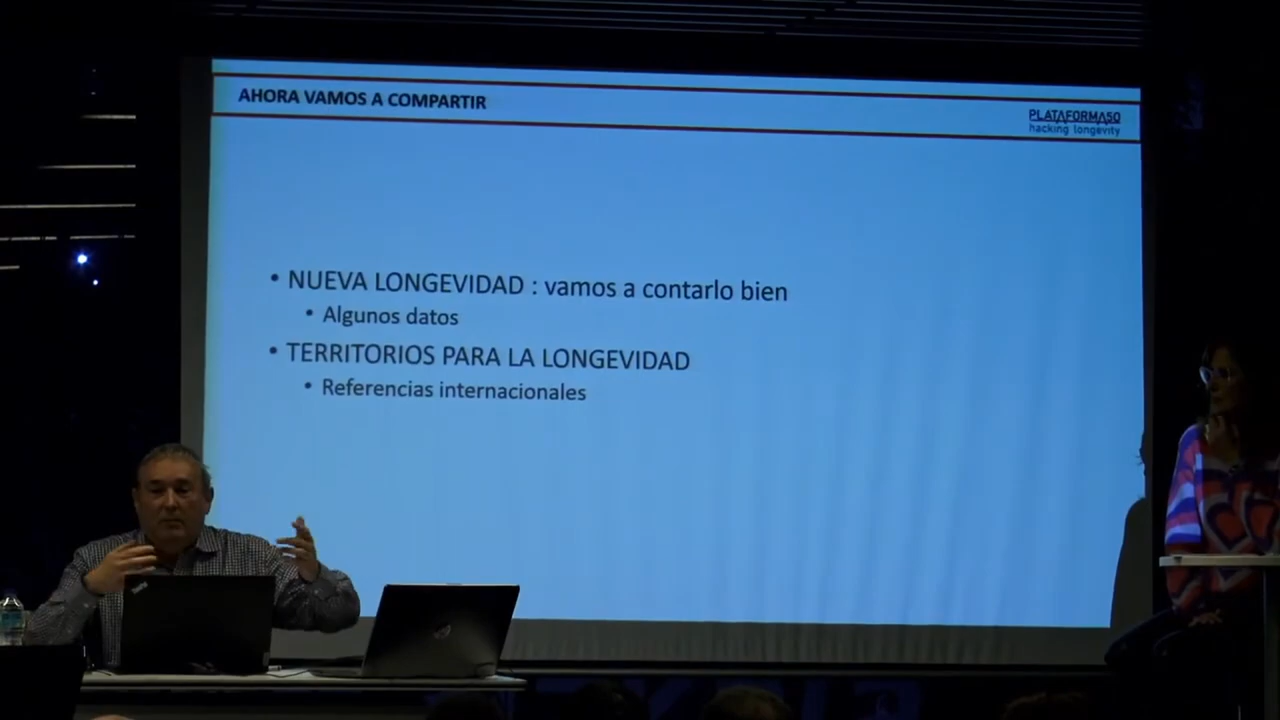 AHORA VAMOS A COMPARTIR
PLATAFORMA50
hacking longevity
• NUEVA LONGEVIDAD : vamos a contarlo bien
• Algunos datos
• TERRITORIOS PARA LA LONGEVIDAD
• Referencias internacionales